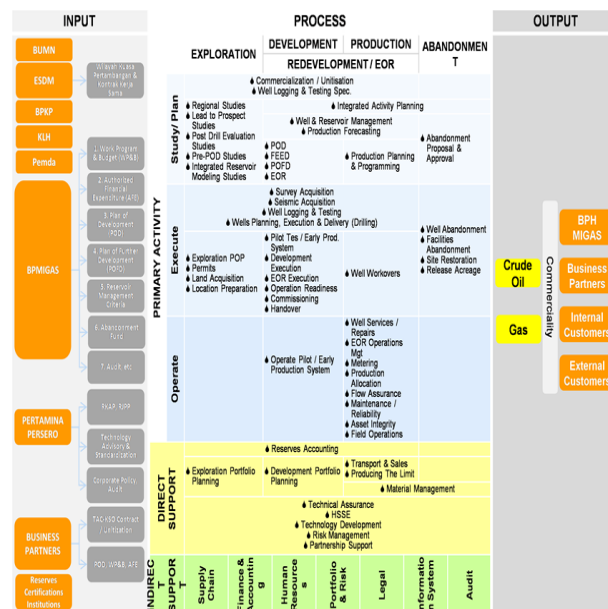 INPUT
PROCESS
OUTPUT
BUMN
ESDM
BPKP
KLH
Pemda
BPMIGAS
PERTAMINA
PERSERO
BUSINESS
PARTNERS
Reserves
Certifications
Institutions
Wilayah Kuasa
Pertambangan &
Kontrak Kerja
Sama
1. Work Program
& Budget (WP&B)
2. Authorized
Financial
Expenditure (AFE)
3. Plan of
Development
(POD)
4. Plan of Further
Development
(POFD)
5. Reservoir
Management
Criteria
6. Abandonment
Fund
7. Audit, etc
RKAP, RJPP
Technology
Advisory &
Standardization
Corporate Policy,
Audit
TAC-KSO Contract
/ Unitization
POD, WP&B, AFE
EXPLORATION
DEVELOPMENT
PRODUCTION
ABANDONMEN
T
REDEVELOPMENT / EOR
PRIMARY ACTIVITY
Study/ Plan
Commercialization / Unitisation
Well Logging & Testing Spec.
Regional Studies
Lead to Prospect
Studies
Post Drill Evaluation
Studies
Pre-POD Studies
Integrated Reservoir
Modeling Studies
Integrated Activity Planning
Well & Reservoir Management
Production Forecasting
POD
FEED
POFD
EOR
Production Planning
& Programming
Abandonment
Proposal &
Approval
Execute
Survey Acquisition
Seismic Acquisition
Well Logging & Testing
Wells Planning, Execution & Delivery (Drilling)
Exploration POP
Permits
Land Acquisition
Location Preparation
Pilot Tes / Early Prod.
System
Development
Execution
EOR Execution
Operation Readiness
Commissioning
Handover
Well Workovers
Well Abandonment
Facilities
Abandonment
Site Restoration
Release Acreage
Operate
Operate Pilot / Early
Production System
Well Services /
Repairs
EOR Operations
Mgt
Metering
Production
Allocation
Flow Assurance
Maintenance /
Reliability
Asset Integrity
Field Operations
DIRECT
SUPPORT
Reserves Accounting
Exploration Portfolio
Planning
Development Portfolio
Planning
Transport & Sales
Producing The Limit
Material Management
Technical Assurance
HSSE
Technology Development
Risk Management
Partnership Support
INDIREC
T
SUPPOR
T
Supply
Chain
Finance &
Accountin
g
Human
Resource
s
Portfolio
& Risk
Legal
Informatio
n System
Audit
Crude
Oil
Gas
Commerciality
BPH
MIGAS
Business
Partners
Internal
Customers
External
Customers